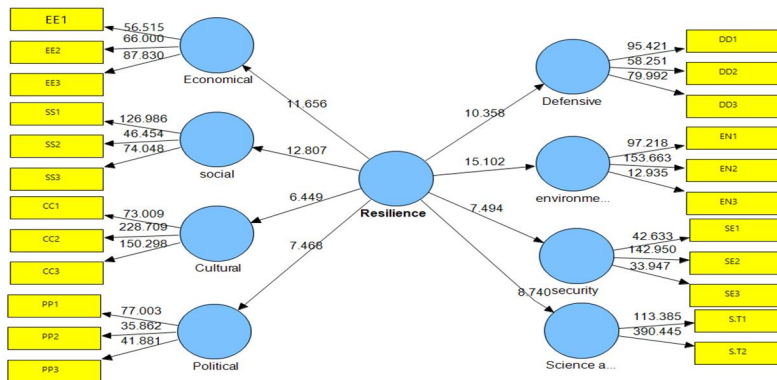 EE1
56.515
66.000
EE2
87.830
EE3
Economical
SS1
126.986
SS2
46.454
74.048
SS3
social
CC1
73.009
CC2
228.709
150.298
CC3
Cultural
PP1
77.003
PP2
35.862
41.881
PP3
Political
11.656
12.807
6.449
7.468
Resilience
10.358
15.102
7.494
8.740
Defensive
95.421
58.251
79.992
DD1
DD2
DD3
environme...
97.218
153.663
12.935
EN1
EN2
EN3
security
42.633
142.950
33.947
SE1
SE2
SE3
Science a...
113.385
390.445
S.T1
S.T2